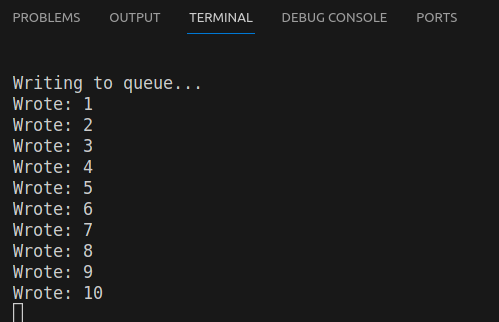 PROBLEMS OUTPUT TERMINAL DEBUG CONSOLE PORTS
Writing to queue...
Wrote: 1
Wrote: 2
Wrote: 3
Wrote: 4
Wrote: 5
Wrote: 6
Wrote: 7
Wrote: 8
Wrote: 9
Wrote: 10